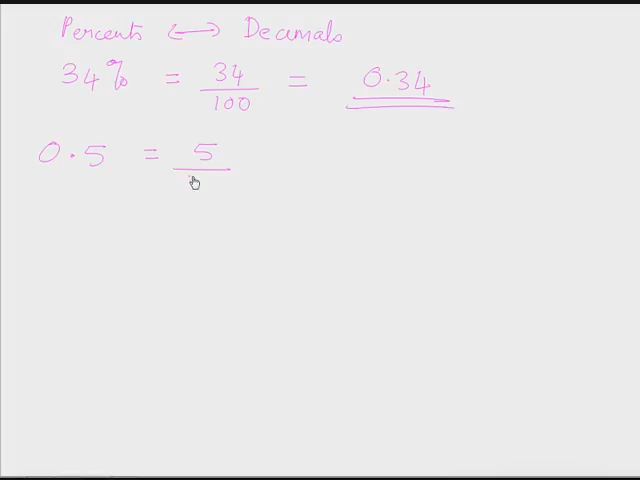 Percents <--> Decimals
34% = 34/100 = 0.34
0.5 = 5/